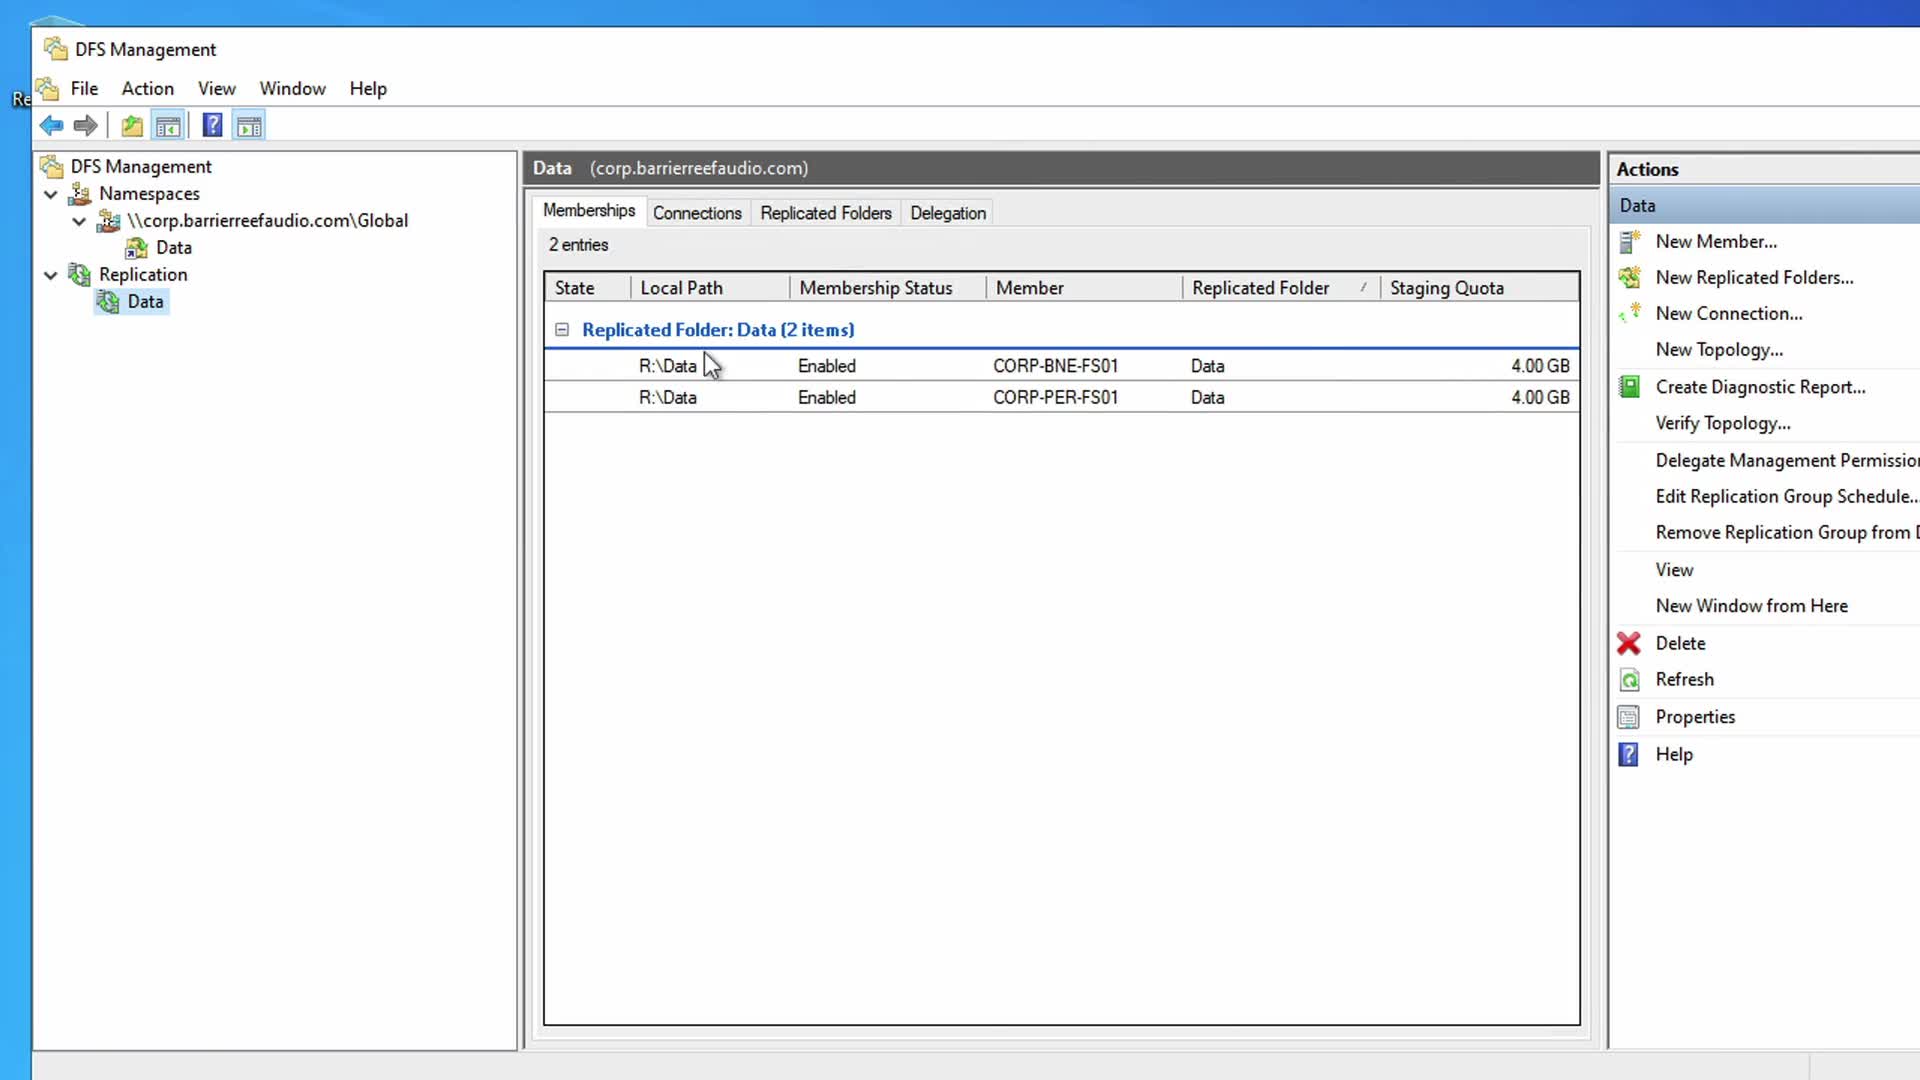 DFS Management
File Action View Window Help
Re
DFS Management
Namespaces
\\corp.barrierreefaudio.com\Global
Data
Replication
Data
Data (corp.barrierreefaudio.com)
Memberships Connections Replicated Folders Delegation
2 entries
State Local Path Membership Status Member Replicated Folder Staging Quota
Replicated Folder: Data (2 items)
R:\Data Enabled CORP-BNE-FS01 Data 4.00 GB
R:\Data Enabled CORP-PER-FS01 Data 4.00 GB
Actions
Data
New Member...
New Replicated Folders...
New Connection...
New Topology...
Create Diagnostic Report...
Verify Topology...
Delegate Management Permission
Edit Replication Group Schedule...
Remove Replication Group from D
View
New Window from Here
Delete
Refresh
Properties
Help